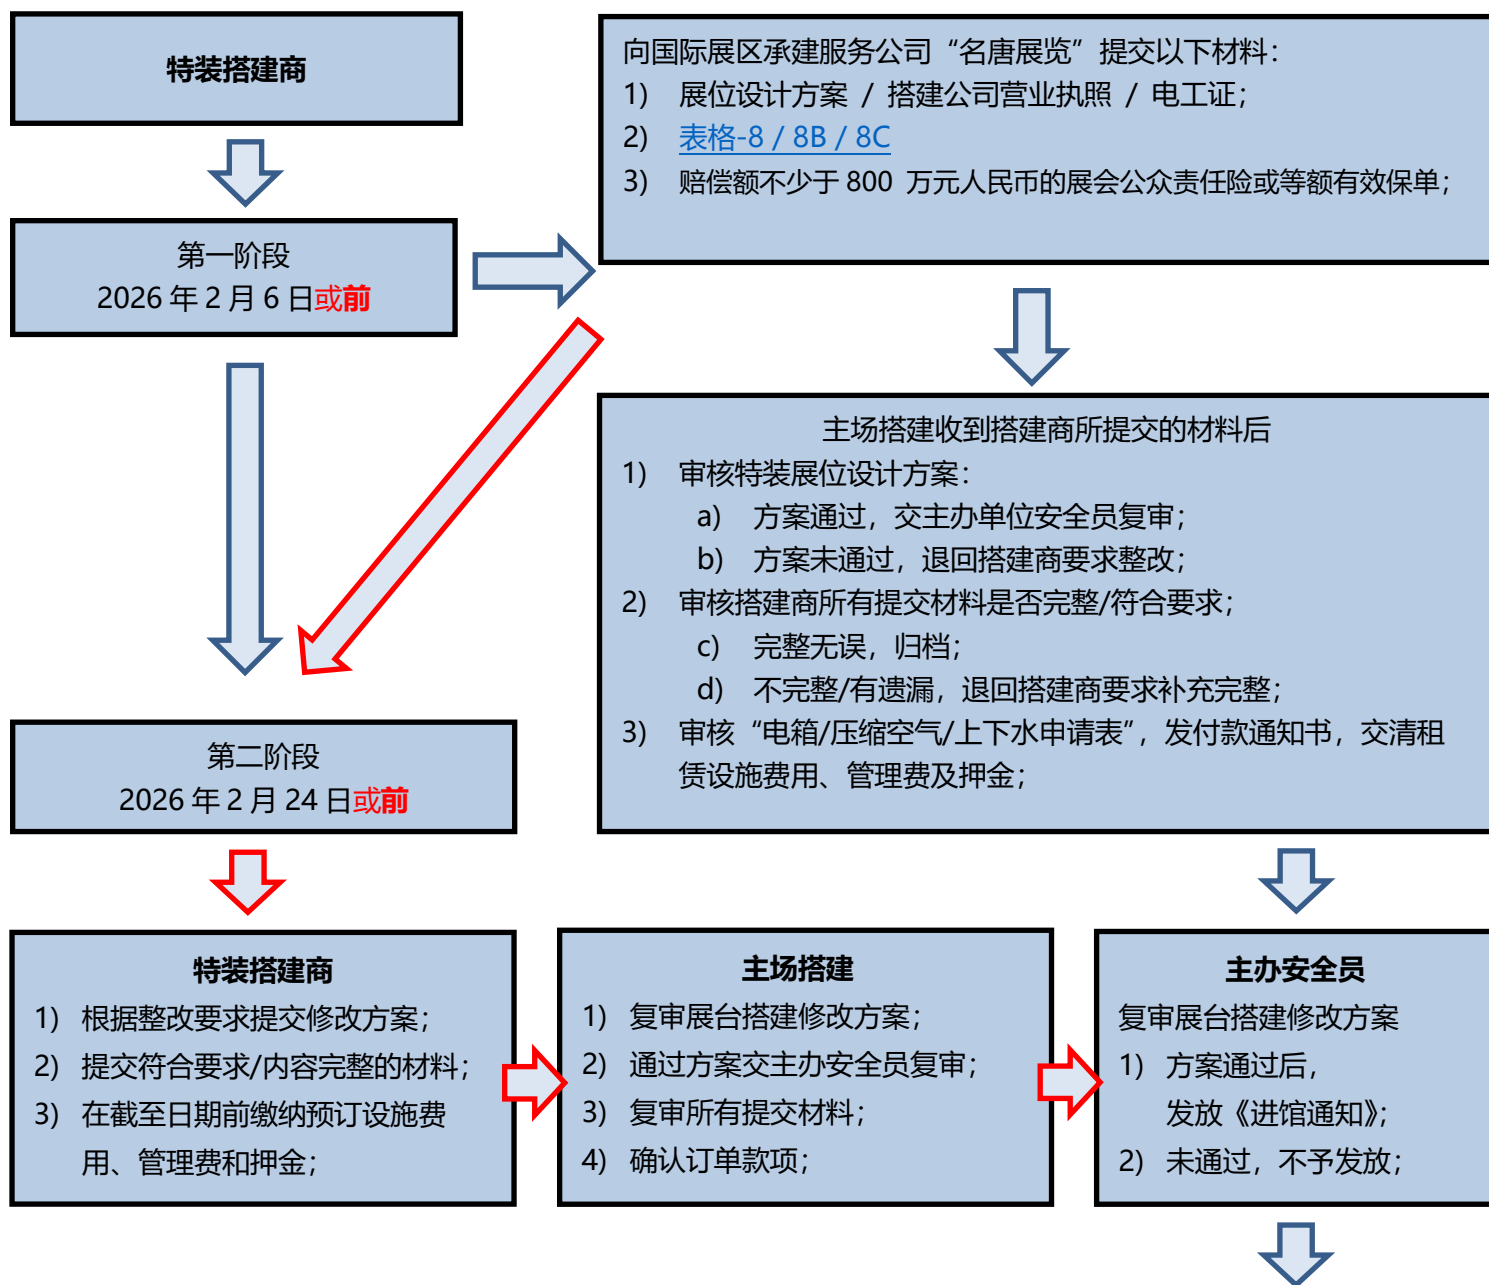 特装搭建商
向国际展区承建服务公司“名唐展览”提交以下材料：
1) 展位设计方案 / 搭建公司营业执照 / 电工证；
2) 表格-8 / 8B / 8C
3) 赔偿额不少于 800 万元人民币的展会公众责任险或等额有效保单；
第一阶段
2026 年 2 月 6 日或前
主场搭建收到搭建商所提交的材料后
1) 审核特装展位设计方案：
a) 方案通过，交主办单位安全员复审；
b) 方案未通过，退回搭建商要求整改；
2) 审核搭建商所有提交材料是否完整/符合要求；
c) 完整无误，归档；
d) 不完整/有遗漏，退回搭建商要求补充完整；
3) 审核“电箱/压缩空气/上下水申请表”，发付款通知书，交清租
赁设施费用、管理费及押金；
第二阶段
2026 年 2 月 24 日或前
特装搭建商
1) 根据整改要求提交修改方案；
2) 提交符合要求/内容完整的材料；
3) 在截至日期前缴纳预订设施费
用、管理费和押金；
主场搭建
1) 复审展台搭建修改方案；
2) 通过方案交主办安全员复审；
3) 复审所有提交材料；
4) 确认订单款项；
主办安全员
复审展台搭建修改方案
1) 方案通过后，
发放《进馆通知》；
2) 未通过，不予发放；